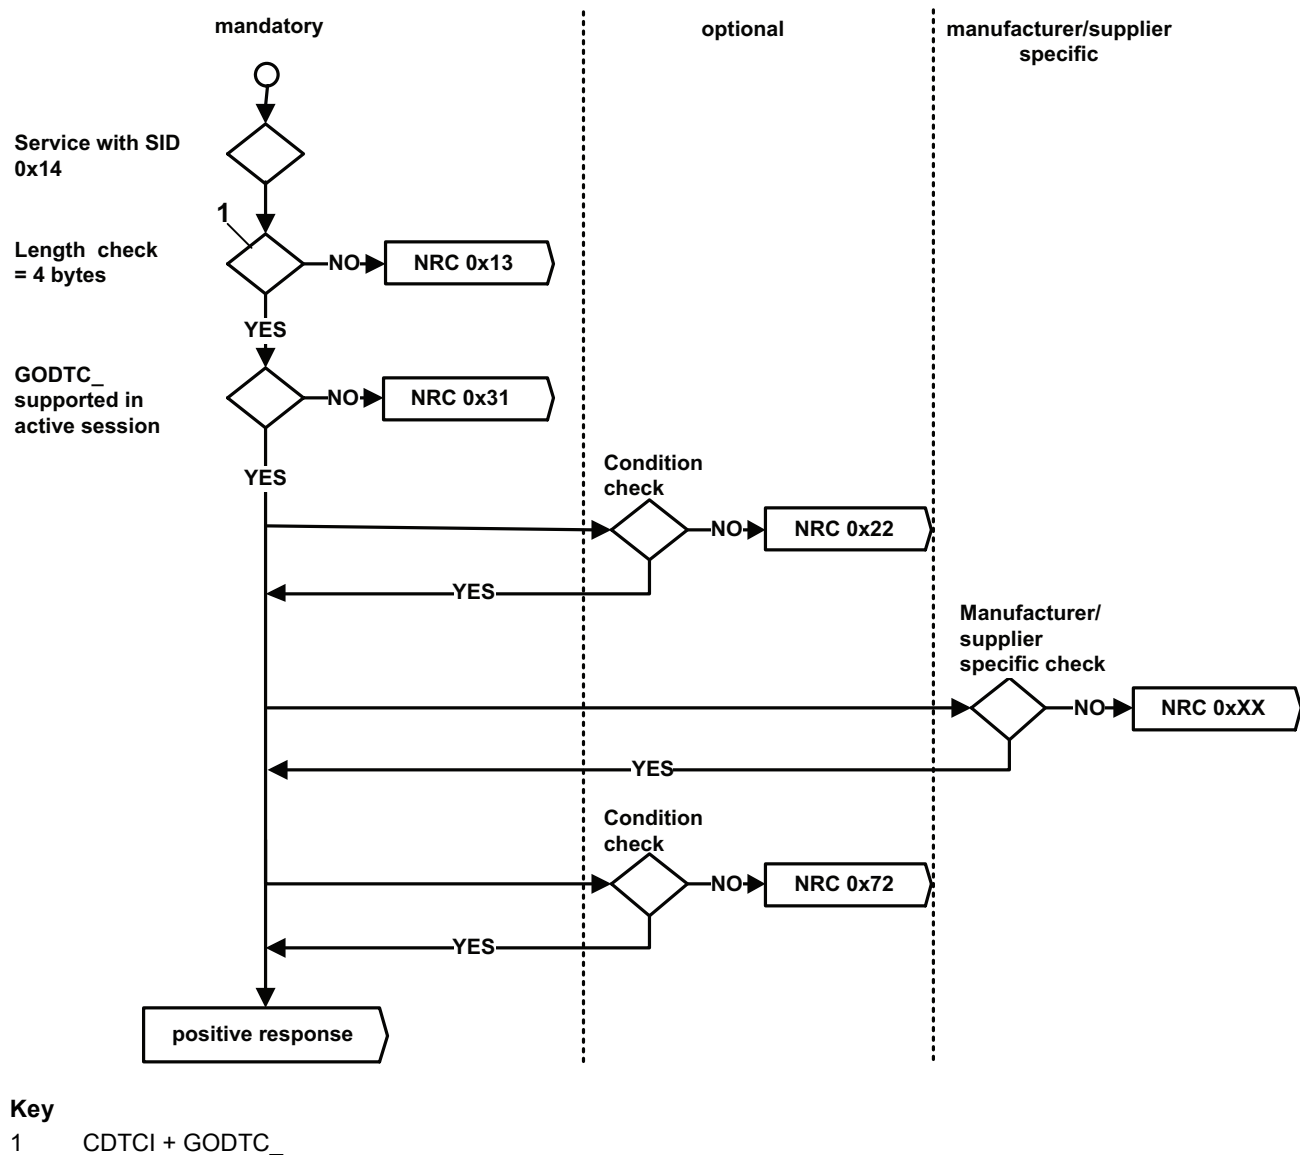 mandatory
optional
manufacturer/supplier
specific
Service with SID
0x14
1
Length check
= 4 bytes
NO
NRC 0x13
YES
GODTC_
supported in
active session
NO
NRC 0x31
YES
Condition
check
NO
NRC 0x22
YES
Manufacturer/
supplier
specific check
NO
NRC 0xXX
YES
Condition
check
NO
NRC 0x72
YES
positive response
Key
1 CDTCI + GODTC_